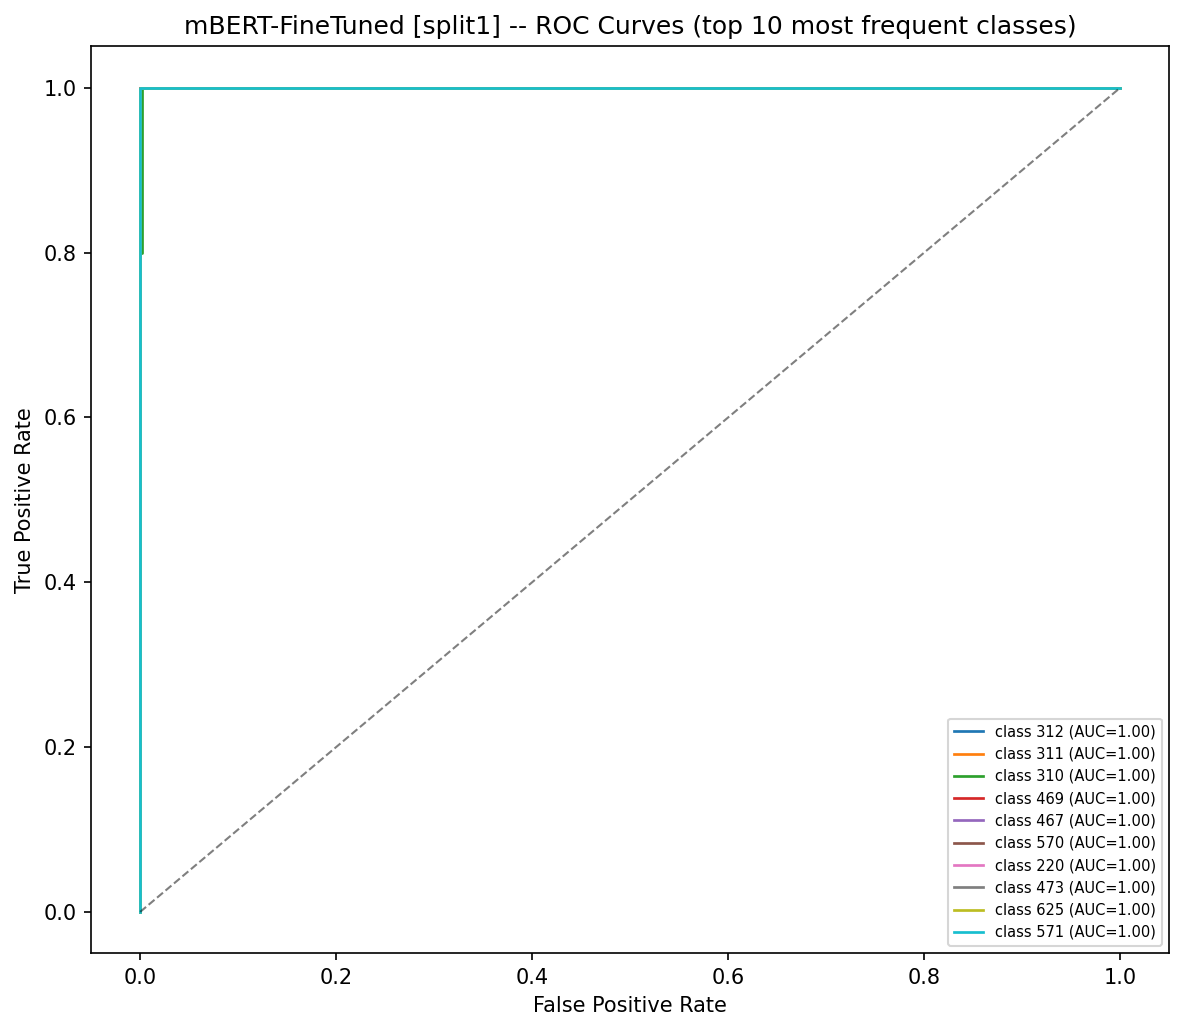 mBERT-FineTuned [split1] -- ROC Curves (top 10 most frequent classes)
True Positive Rate
1.0
0.8
0.6
0.4
0.2
0.0
0.0 0.2 0.4 0.6 0.8 1.0
False Positive Rate
class 312 (AUC=1.00)
class 311 (AUC=1.00)
class 310 (AUC=1.00)
class 469 (AUC=1.00)
class 467 (AUC=1.00)
class 570 (AUC=1.00)
class 220 (AUC=1.00)
class 473 (AUC=1.00)
class 625 (AUC=1.00)
class 571 (AUC=1.00)